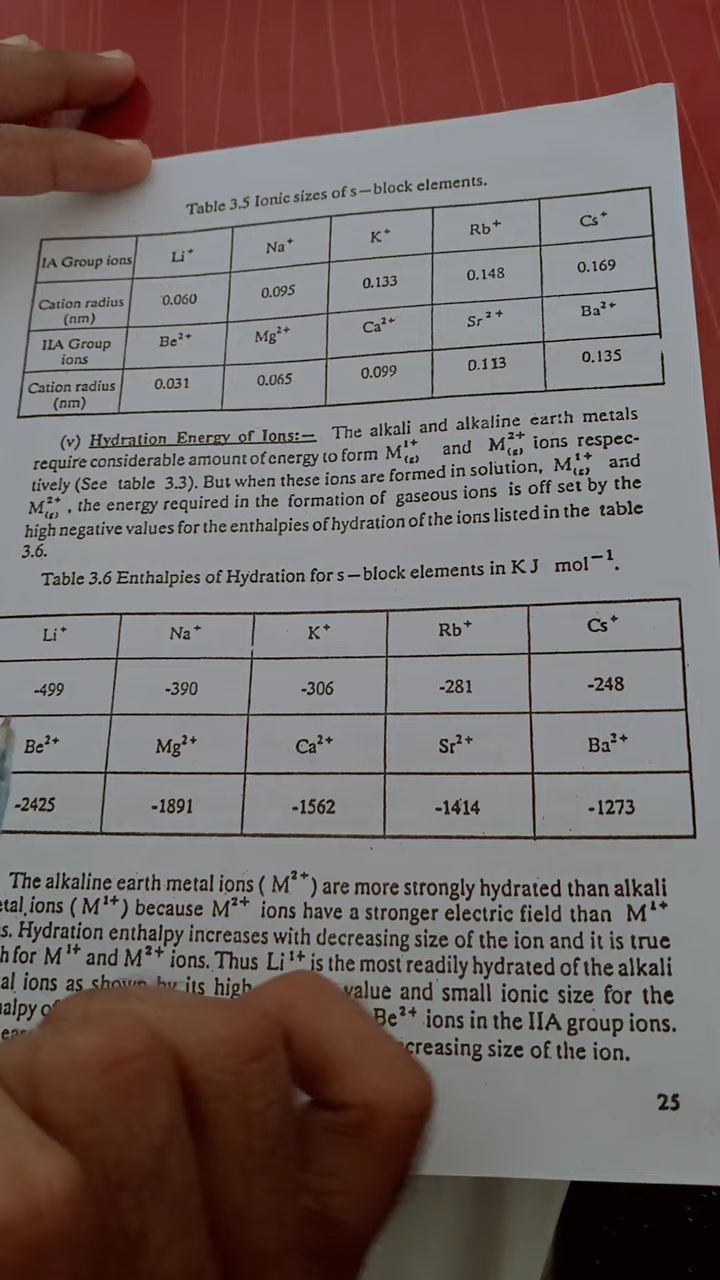 Table 3.5 Ionic sizes of s—block elements.
IA Group ions Li⁺ Na⁺ K⁺ Rb⁺ Cs⁺
Cation radius (nm) 0.060 0.095 0.133 0.148 0.169
IIA Group ions Be²⁺ Mg²⁺ Ca²⁺ Sr²⁺ Ba²⁺
Cation radius (nm) 0.031 0.065 0.099 0.113 0.135
(v) Hydration Energy of Ions:— The alkali and alkaline earth metals
require considerable amount of energy to form M¹⁺(g) and M²⁺(g) ions respec-
tively (See table 3.3). But when these ions are formed in solution, M¹⁺(g) and
M²⁺(g), the energy required in the formation of gaseous ions is off set by the
high negative values for the enthalpies of hydration of the ions listed in the table
3.6.
Table 3.6 Enthalpies of Hydration for s—block elements in KJ mol⁻¹.
Li⁺ Na⁺ K⁺ Rb⁺ Cs⁺
-499 -390 -306 -281 -248
Be²⁺ Mg²⁺ Ca²⁺ Sr²⁺ Ba²⁺
-2425 -1891 -1562 -1414 -1273
The alkaline earth metal ions (M²⁺) are more strongly hydrated than alkali
ions (M¹⁺) because M²⁺ ions have a stronger electric field than M¹⁺
Hydration enthalpy increases with decreasing size of the ion and it is true
for M¹⁺ and M²⁺ ions. Thus Li¹⁺ is the most readily hydrated of the alkali
ions as shown by its high value and small ionic size for the
Be²⁺ ions in the IIA group ions.
size of the ion.
25